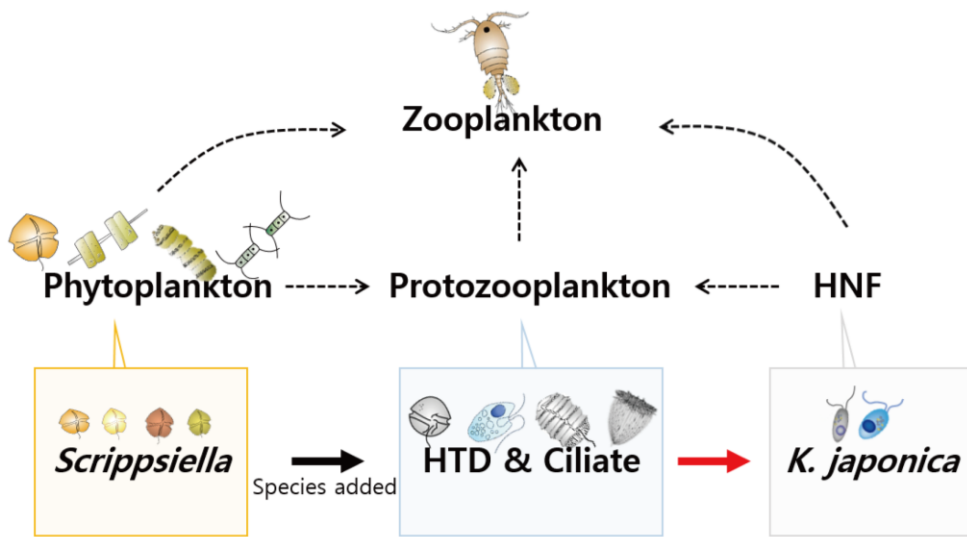 Zooplankton
Phytoplankton
Protozooplankton
HNF
Scrippsiella
Species added
HTD & Ciliate
K. japonica